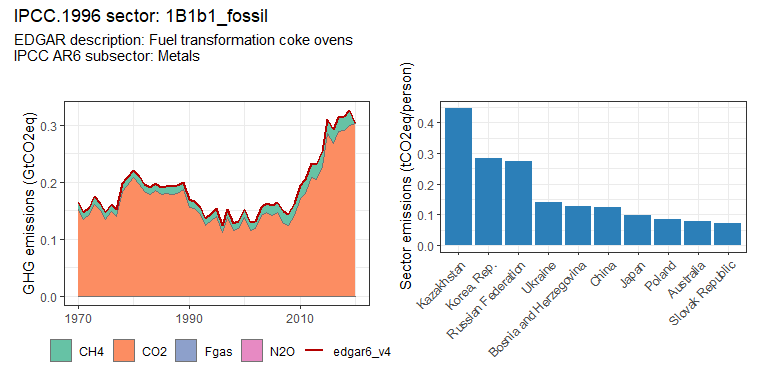 IPCC.1996 sector: 1B1b1_fossil
EDGAR description: Fuel transformation coke ovens
IPCC AR6 subsector: Metals
GHG emissions (GtCO2eq)
0.3
0.2
0.1
0.0
1970
1990
2010
CH4
CO2
Fgas
N2O
edgar6_v4
Sector emissions (tCO2eq/person)
0.4
0.3
0.2
0.1
0.0
Kazakhstan
Korea, Rep.
Russian Federation
Ukraine
Bosnia and Herzegovina
China
Japan
Poland
Australia
Slovak Republic